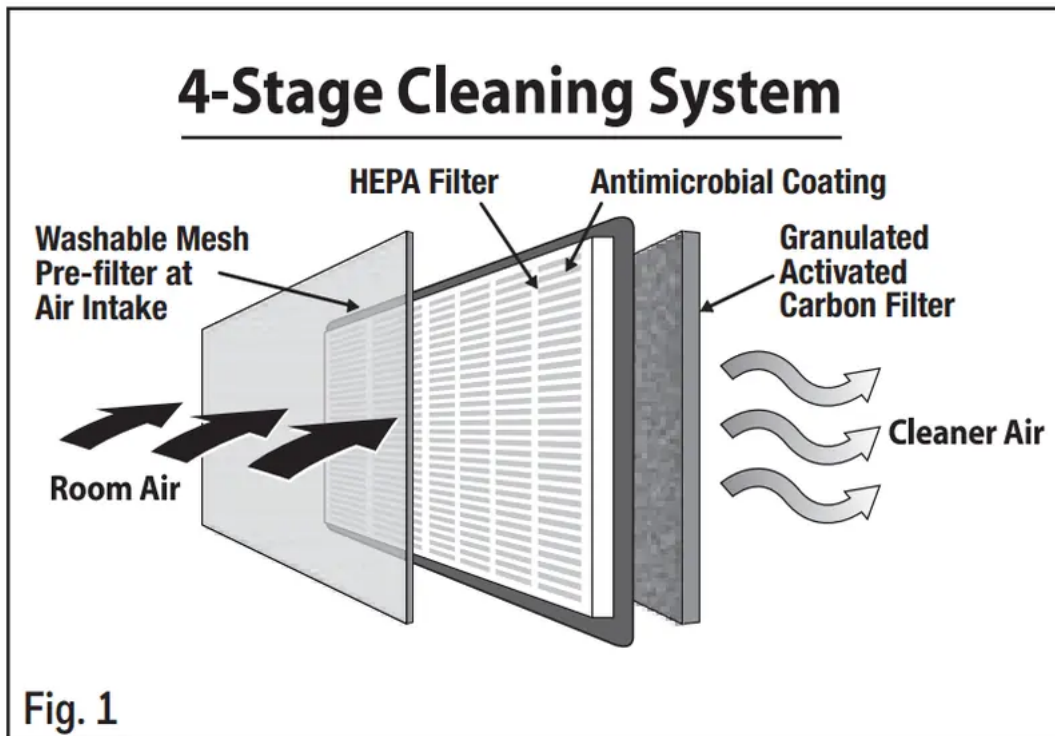 4-Stage Cleaning System
HEPA Filter
Antimicrobial Coating
Washable Mesh
Pre-filter at
Air Intake
Granulated
Activated
Carbon Filter
Room Air
Cleaner Air
Fig. 1